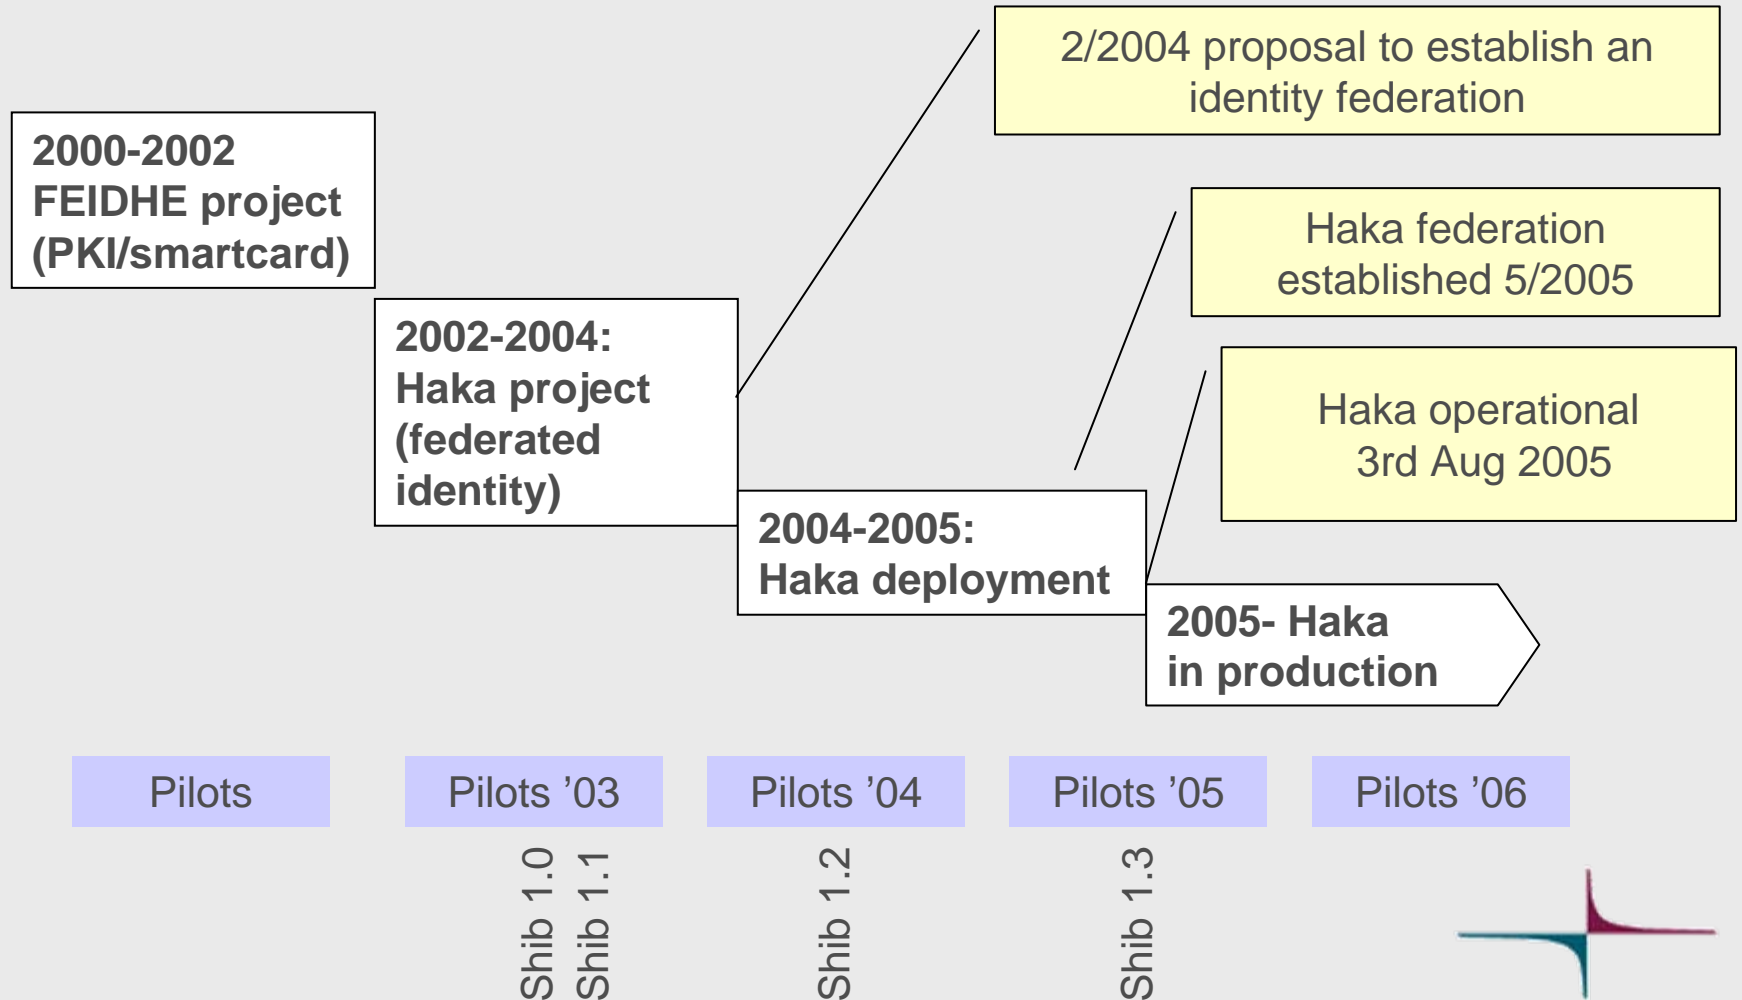 2/2004 proposal to establish an
identity federation
2000-2002
FEIDHE project
(PKI/smartcard)
Haka federation
established 5/2005
2002-2004:
Haka project
(federated
identity)
Haka operational
3rd Aug 2005
2004-2005:
Haka deployment
2005- Haka
in production
Pilots
Pilots ’03
Pilots ’04
Pilots ’05
Pilots ’06
Shib 1.0
Shib 1.1
Shib 1.2
Shib 1.3